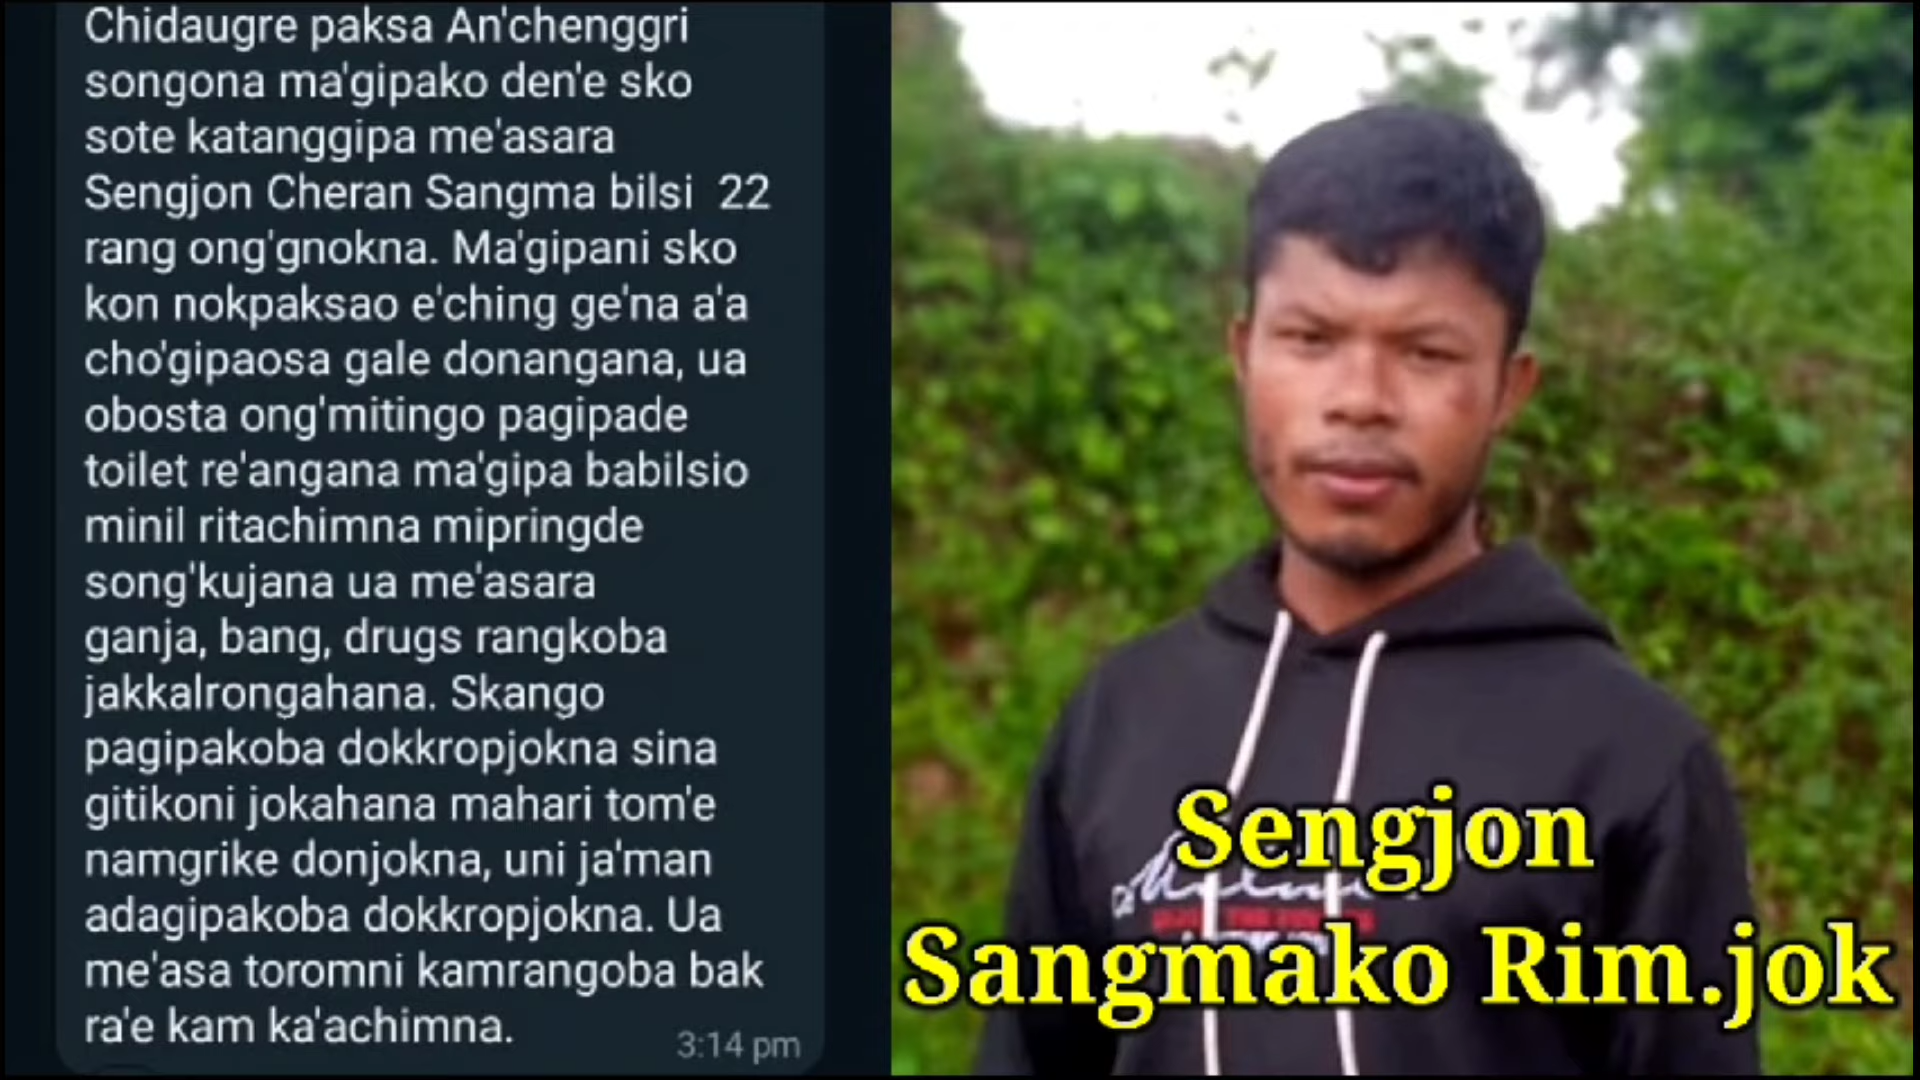 Chidaugre paksa An'chenggri
songona ma'gipako den'e sko
sote katanggipa me'asara
Sengjon Cheran Sangma bilsi 22
rang ong'gnokna. Ma'gipani sko
kon nokpaksao e'ching ge'na a'a
cho'gipaosa gale donangana, ua
obosta ong'mitingo pagipade
toilet re'angana ma'gipa babilsio
minil ritachimna mipringde
song'kujana ua me'asara
ganja, bang, drugs rangkoba
jakkalrongahana. Skango
pagipakoba dokkropjokna sina
gitikoni jokahana mahari tom'e
namgrike donjokna, uni ja'man
adagipakoba dokkropjokna. Ua
me'asa toromni kamrangoba bak
ra'e kam ka'achimna.
3:14 pm
Sengjon
Sangmako Rim.jok